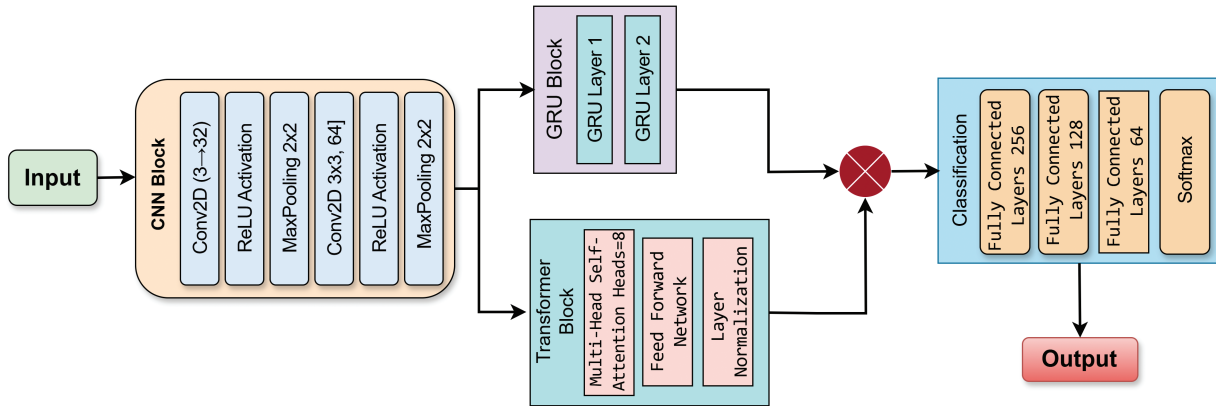 Input
CNN Block
Conv2D (3→32)
ReLU Activation
MaxPooling 2x2
Conv2D 3x3, 64]
ReLU Activation
MaxPooling 2x2
GRU Block
GRU Layer 1
GRU Layer 2
Transformer
Block
Multi-Head Self-
Attention Heads=8
Feed Forward
Network
Layer
Normalization
Classification
Fully Connected
Layers 256
Fully Connected
Layers 128
Fully Connected
Layers 64
Softmax
Output